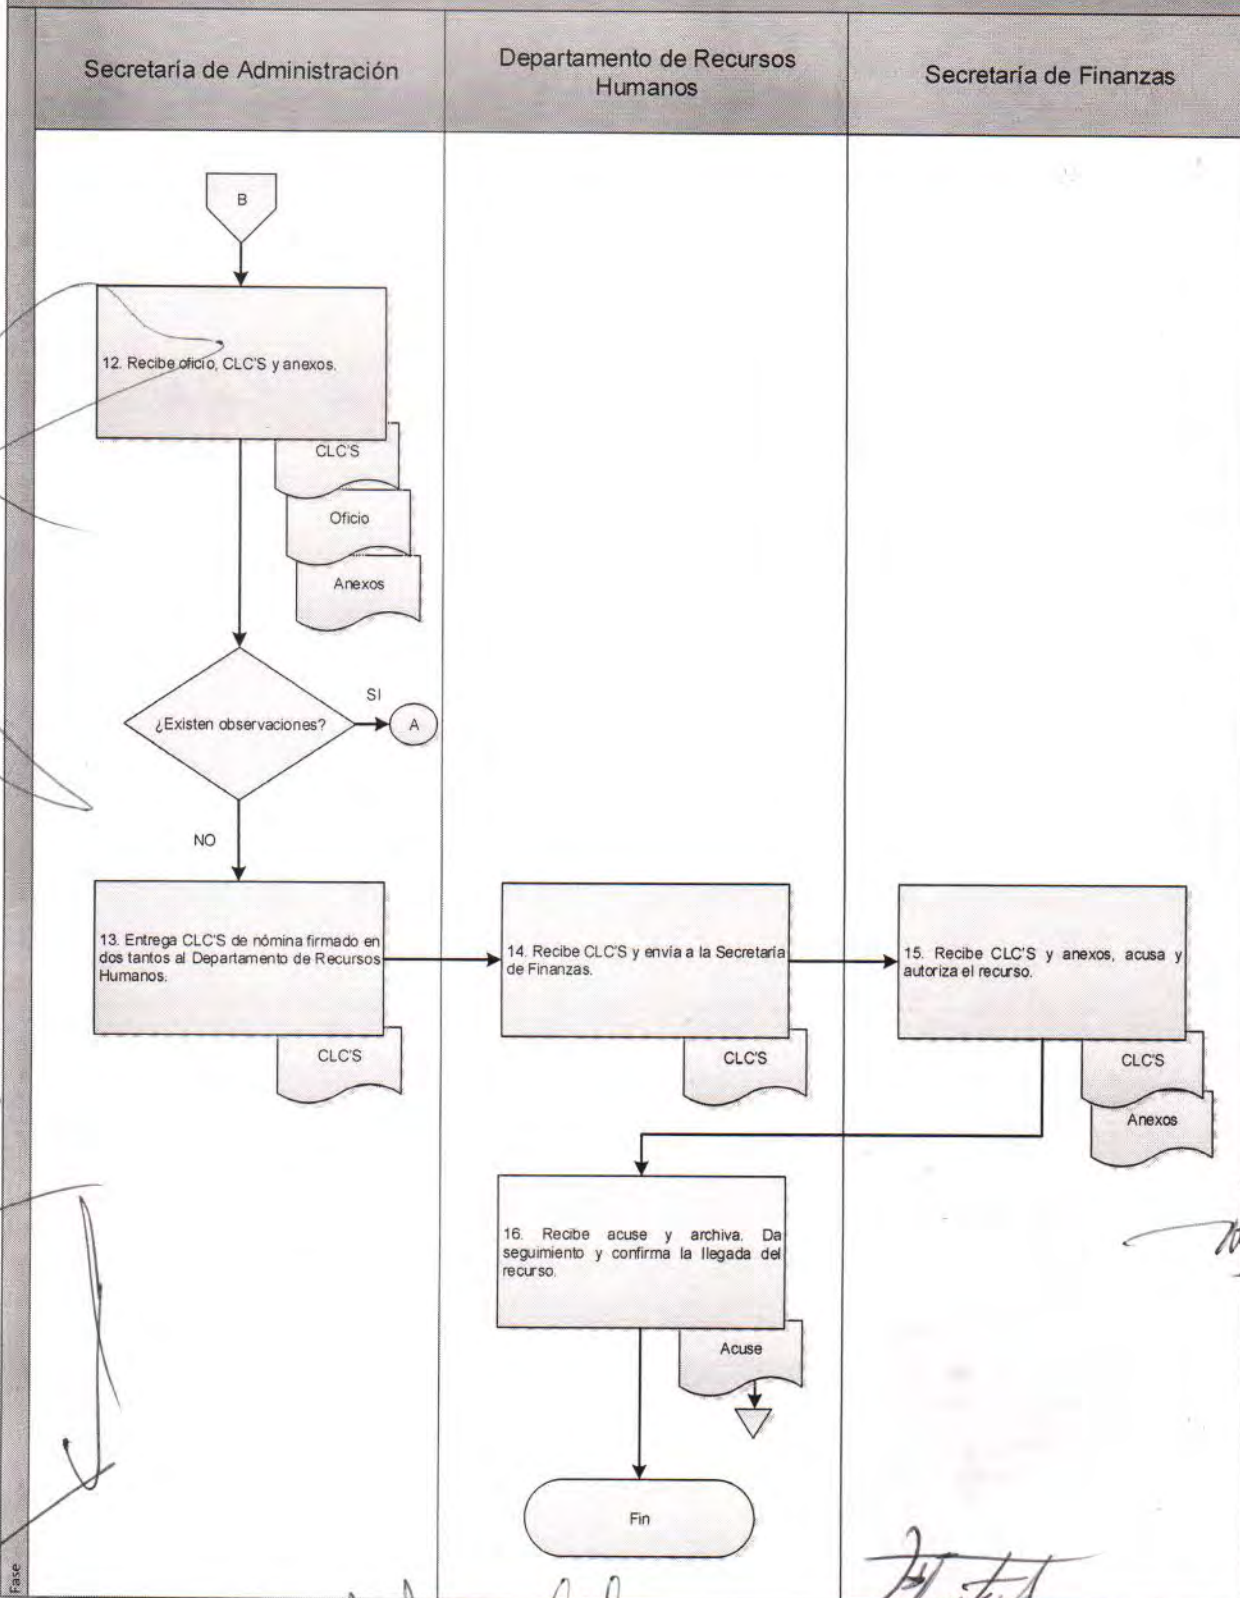 Secretaría de Administración
Departamento de Recursos
Humanos
Secretaría de Finanzas
B
12. Recibe oficio, CLC'S y anexos.
CLC'S
Oficio
Anexos
¿Existen observaciones?
SI
A
NO
13. Entrega CLC'S de nómina firmado en
dos tantos al Departamento de Recursos
Humanos.
CLC'S
14. Recibe CLC'S y envía a la Secretaría
de Finanzas.
CLC'S
15. Recibe CLC'S y anexos, acusa y
autoriza el recurso.
CLC'S
Anexos
16. Recibe acuse y archiva. Da
seguimiento y confirma la llegada del
recurso.
Acuse
Fin
Fase